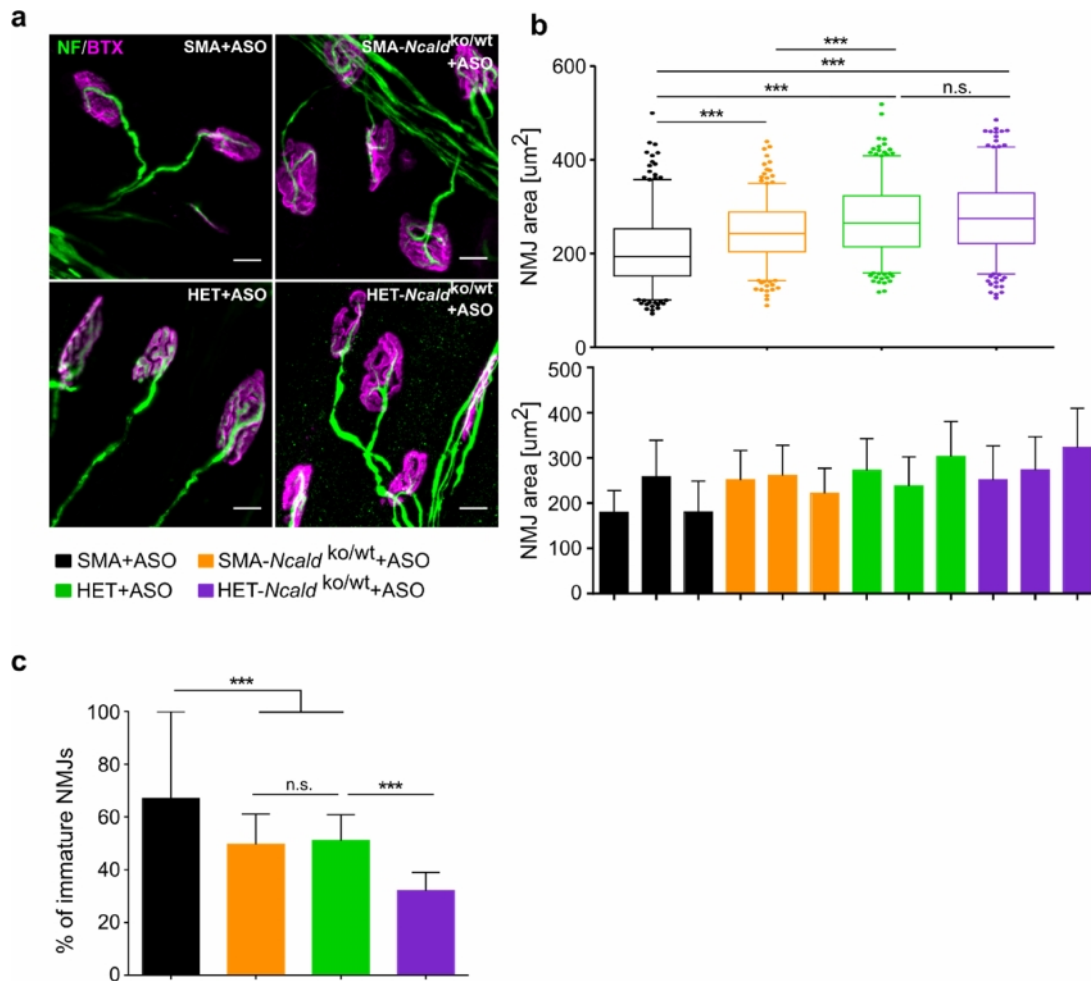 a
NF/BTX
SMA+ASO
SMA-Ncald ko/wt
+ASO
HET+ASO
HET-Ncald ko/wt
+ASO
SMA+ASO
SMA-Ncald ko/wt+ASO
HET+ASO
HET-Ncald ko/wt+ASO
b
***
***
***
n.s.
***
600
400
200
0
NMJ area [um2]
500
400
300
200
100
0
NMJ area [um2]
c
***
n.s.
***
100
80
60
40
20
0
% of immature NMJs